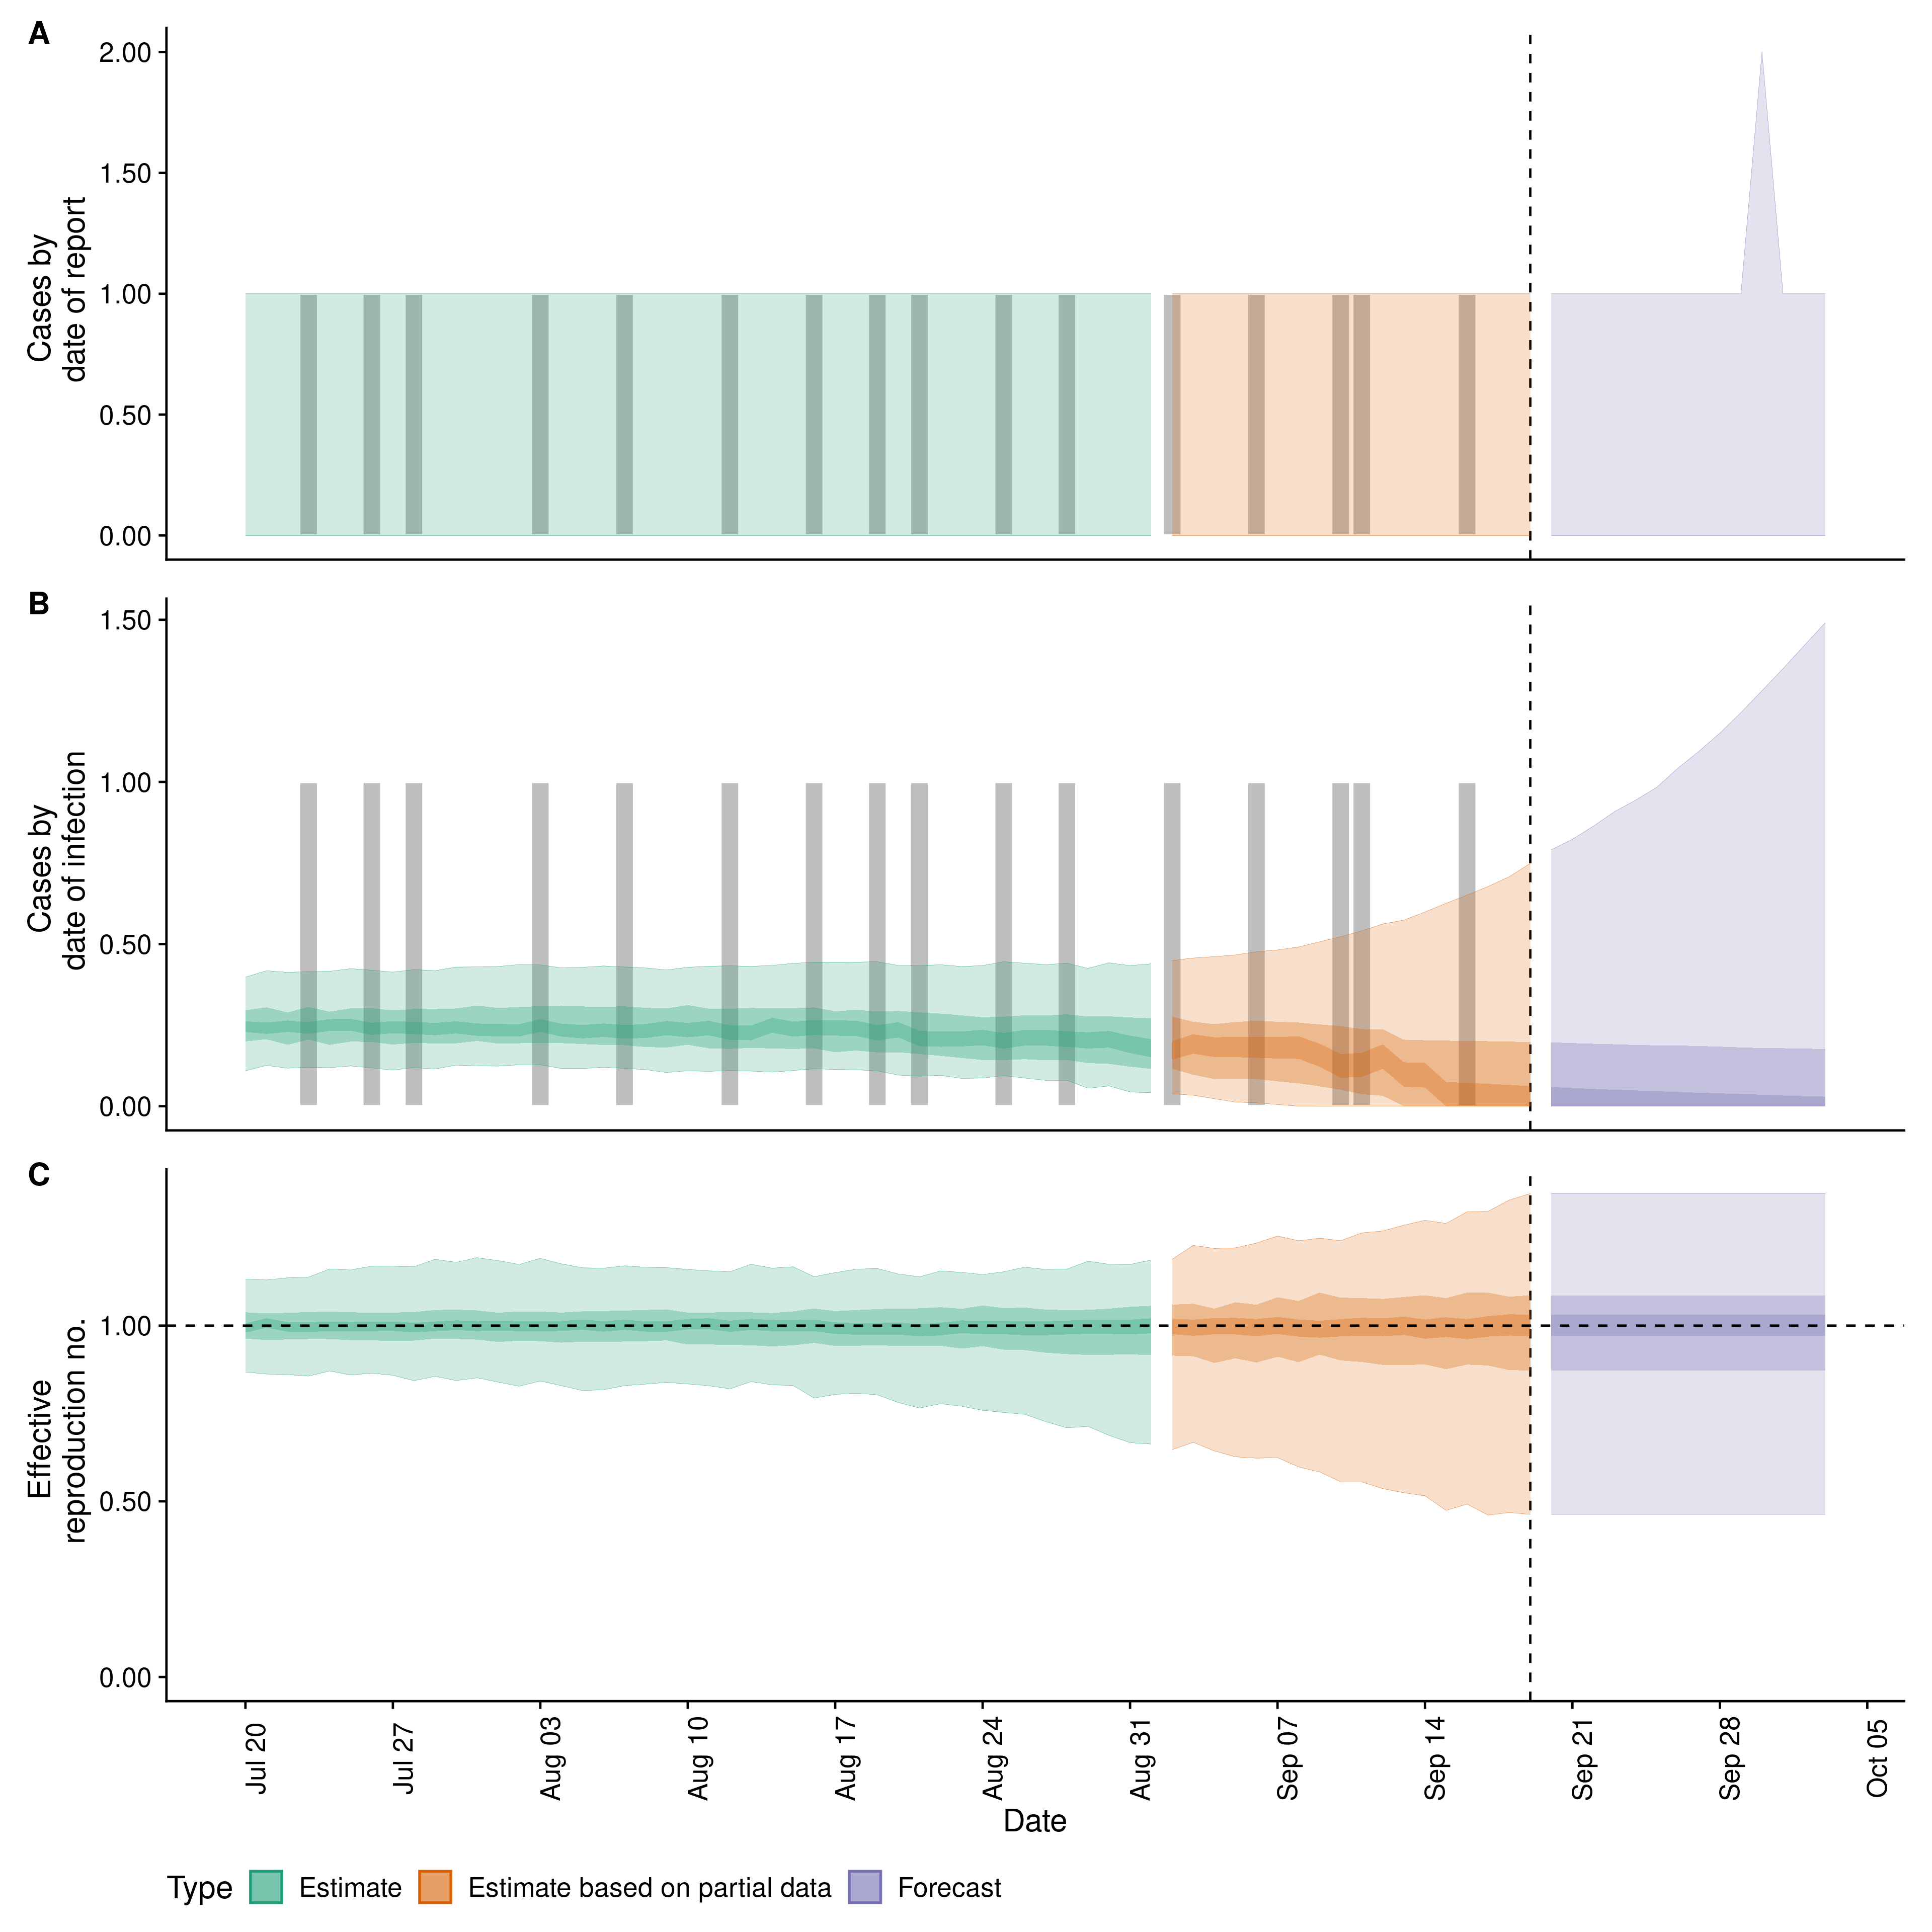 A
2.00
1.50
1.00
0.50
0.00
Cases by
date of report
B
1.50
1.00
0.50
0.00
Cases by
date of infection
C
1.00
0.50
0.00
Effective
reproduction no.
Jul 20
Jul 27
Aug 03
Aug 10
Aug 17
Aug 24
Aug 31
Sep 07
Sep 14
Sep 21
Sep 28
Oct 05
Date
Type Estimate Estimate based on partial data Forecast